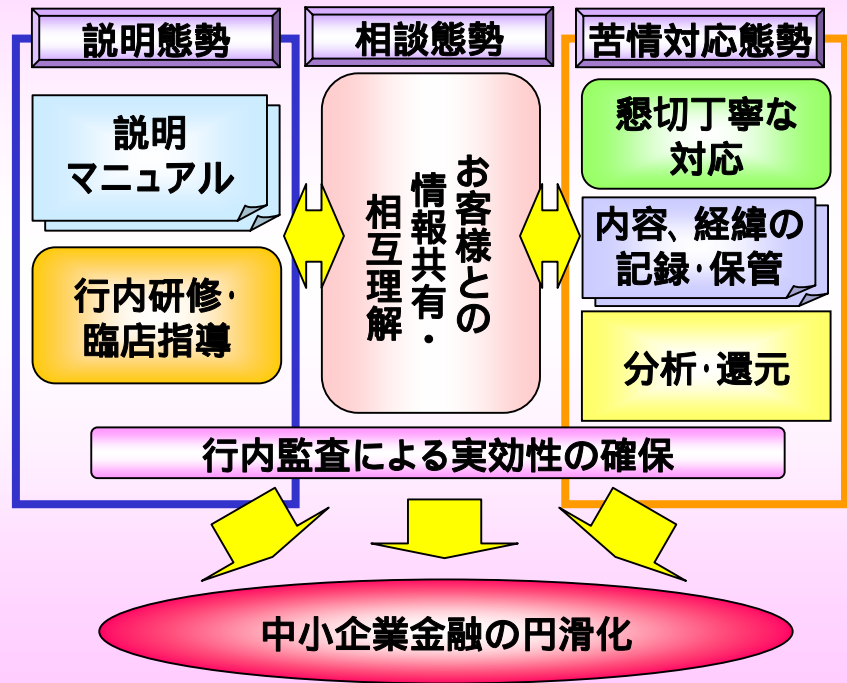 説明態勢
相談態勢
苦情対応態勢
説明
マニュアル
行内研修・
臨店指導
お客様との
情報共有・
相互理解
懇切丁寧な
対応
内容、経緯の
記録・保管
分析・還元
行内監査による実効性の確保
中小企業金融の円滑化